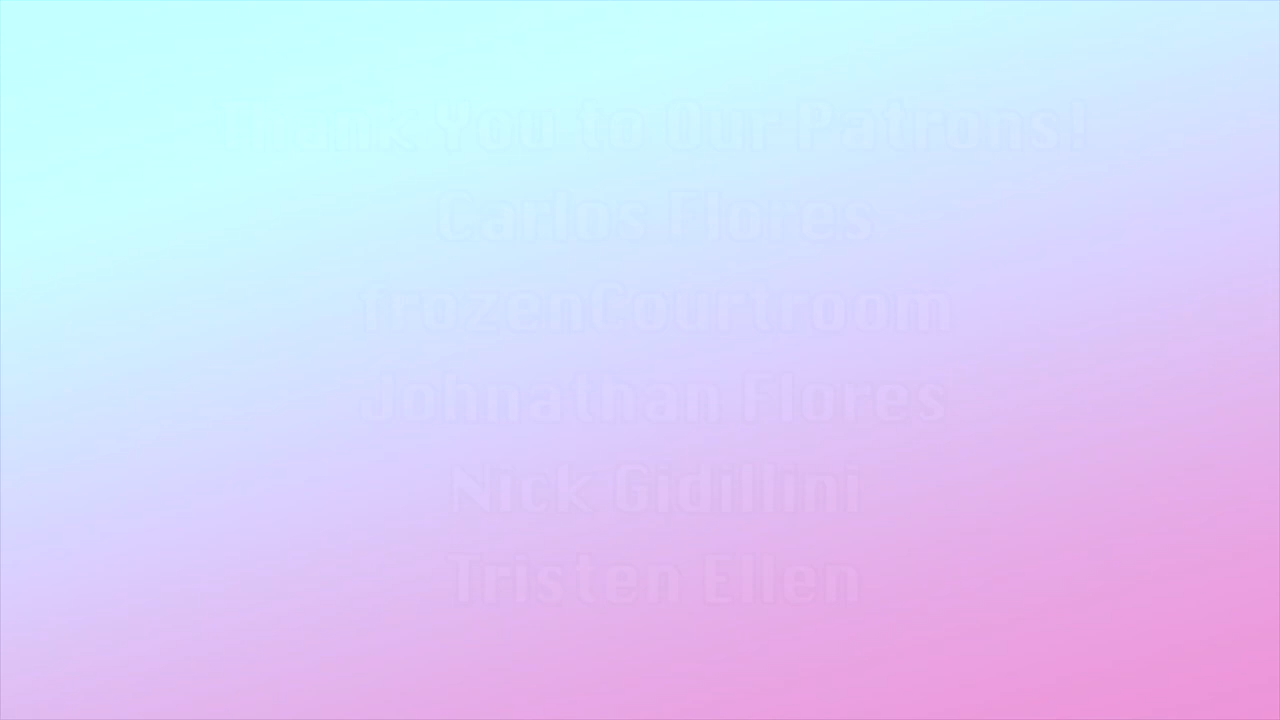 Thank You to Our Patrons!
Carlos Flores
frozenCourtroom
Johnathan Flores
Nick Gidillini
Tristen Ellen